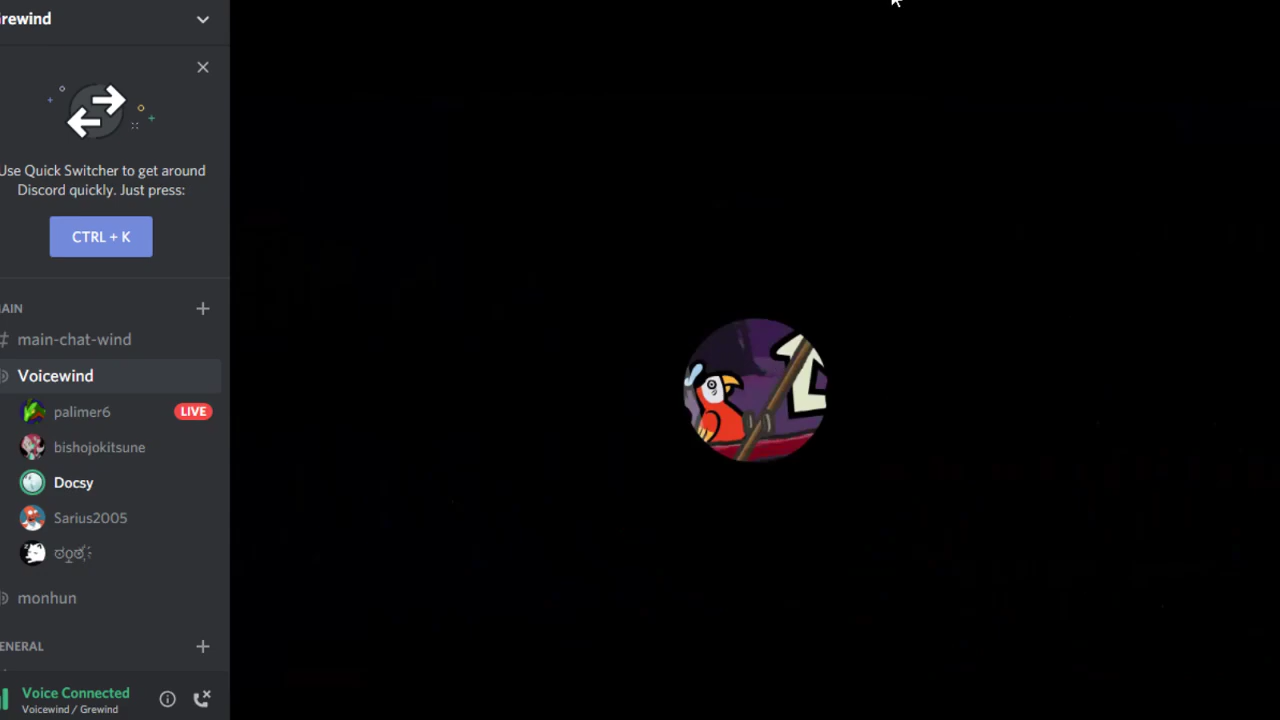 rewind
Use Quick Switcher to get around
Discord quickly. Just press:
CTRL + K
AIN
main-chat-wind
Voicewind
palimer6 LIVE
bishojokitsune
Docsy
Sarius2005
monhun
ENERAL
Voice Connected
Voicewind / Grewind